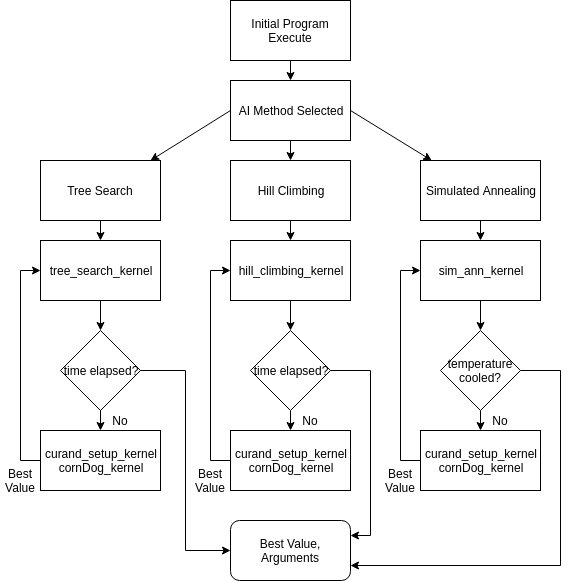 Initial Program
Execute
AI Method Selected
Tree Search
Hill Climbing
Simulated Annealing
tree_search_kernel
hill_climbing_kernel
sim_ann_kernel
time elapsed?
time elapsed?
temperature
cooled?
No
No
No
curand_setup_kernel
cornDog_kernel
curand_setup_kernel
cornDog_kernel
curand_setup_kernel
cornDog_kernel
Best
Value
Best
Value
Best
Value
Best Value,
Arguments